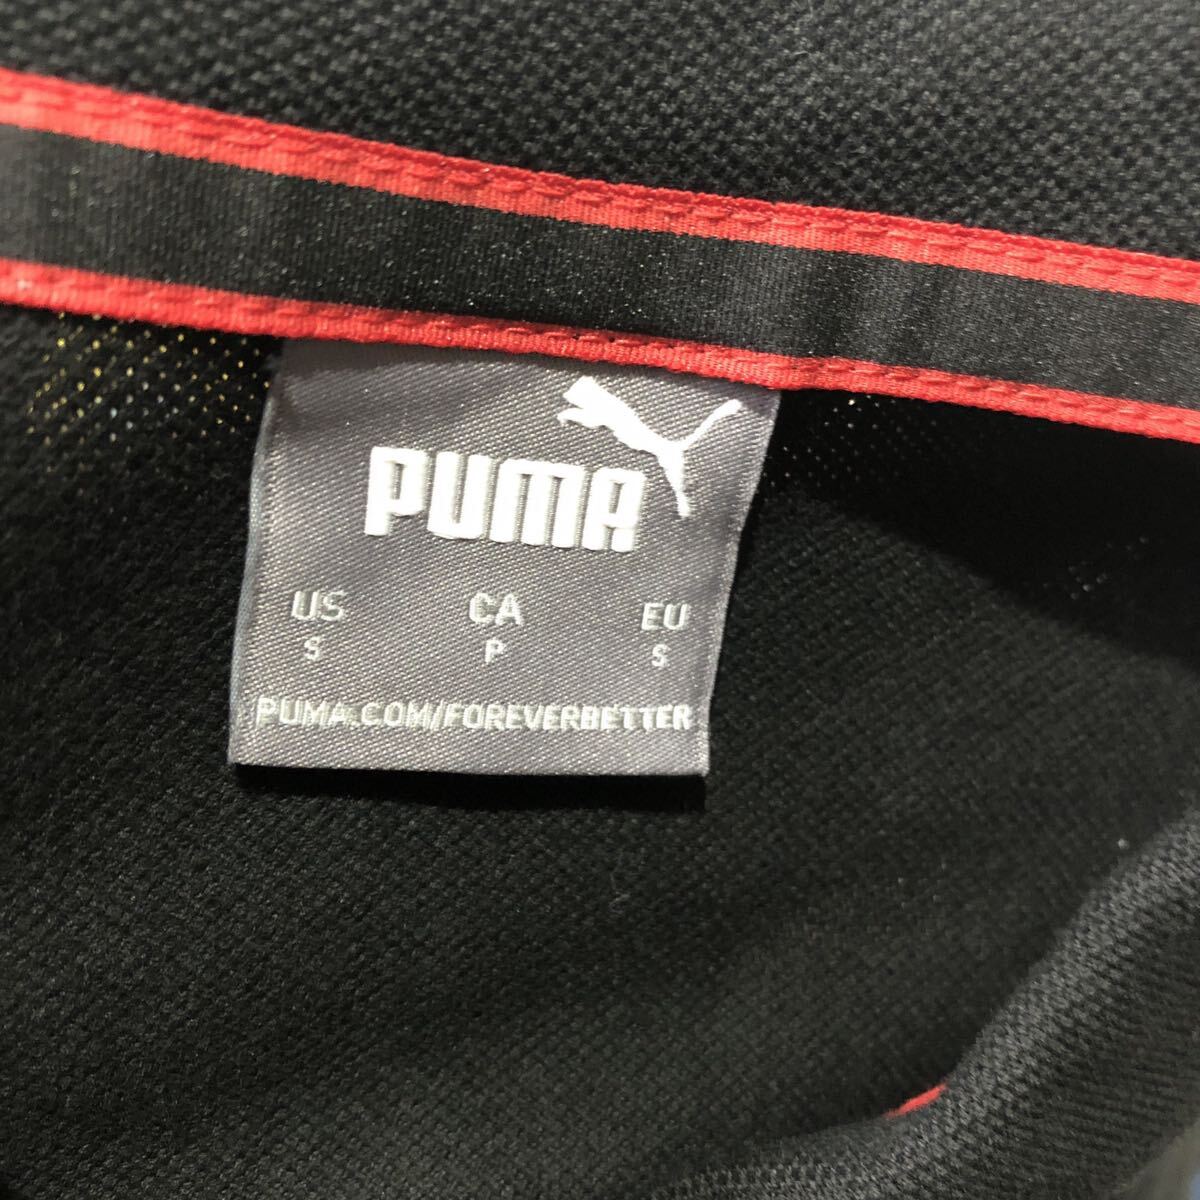 PUMA
US CA EU
S P S
PUMA.COM/FOREVERBETTER